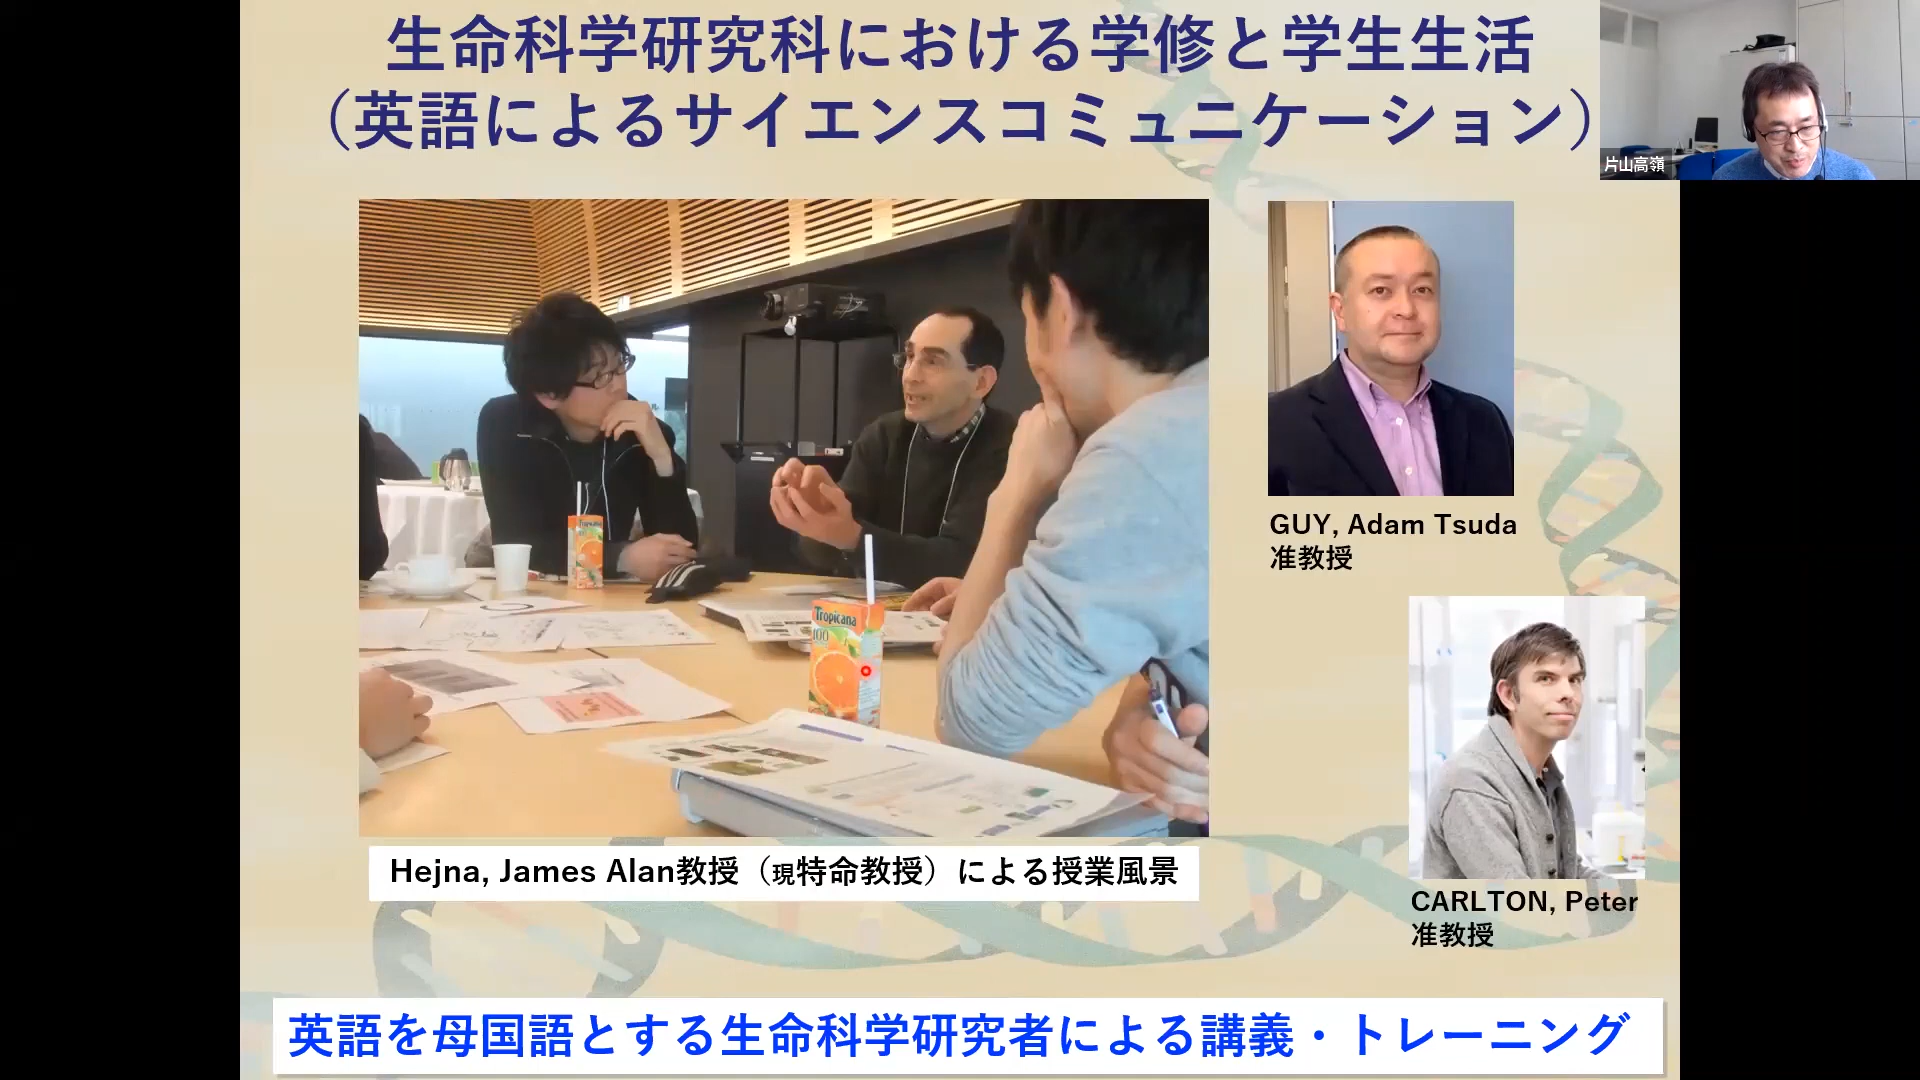 生命科学研究科における学修と学生生活
（英語によるサイエンスコミュニケーション）
片山高嶺
Tropicana
100
Tropicana
GUY, Adam Tsuda
准教授
Hejna, James Alan教授（現特命教授）による授業風景
CARLTON, Peter
准教授
英語を母国語とする生命科学研究者による講義・トレーニング